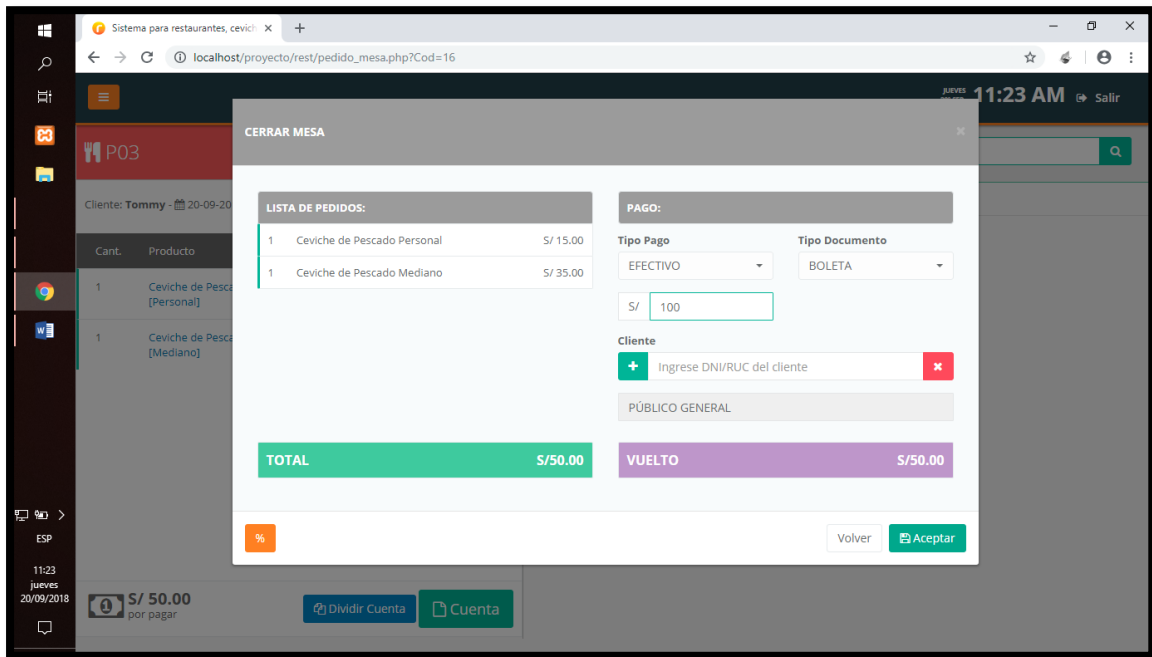 Sistema para restaurantes, cevich
localhost/proyecto/rest/pedido_mesa.php?Cod=16
JUEVES
11:23 AM
Salir
CERRAR MESA
P03
Cliente: Tommy - 20-09-20
LISTA DE PEDIDOS:
PAGO:
1 Ceviche de Pescado Personal S/ 15.00
1 Ceviche de Pescado Mediano S/ 35.00
Tipo Pago
Tipo Documento
EFECTIVO
BOLETA
S/ 100
Cliente
Ingrese DNI/RUC del cliente
PÚBLICO GENERAL
Cant. Producto
1 Ceviche de Pesca
[Personal]
1 Ceviche de Pesca
[Mediano]
TOTAL S/50.00
VUELTO S/50.00
%
Volver
Aceptar
S/ 50.00
por pagar
Dividir Cuenta
Cuenta
ESP
11:23
jueves
20/09/2018